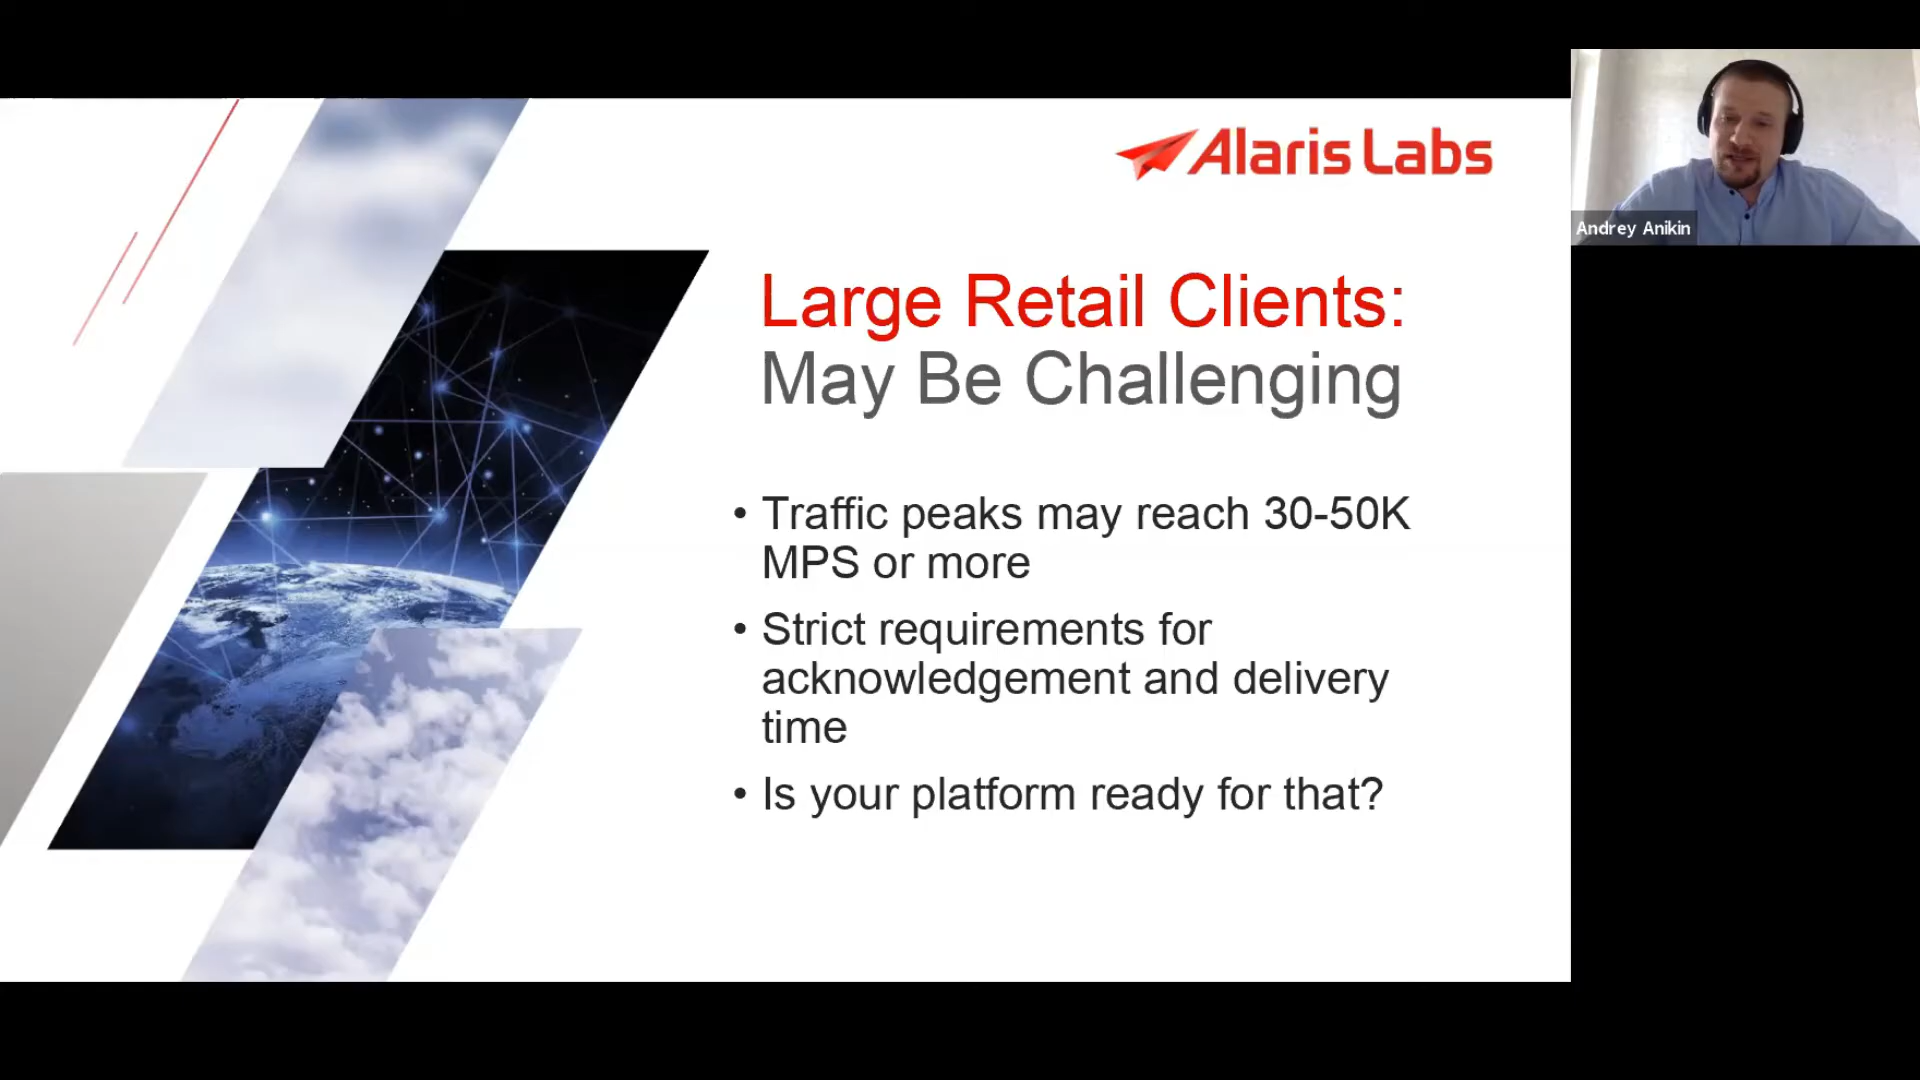 Alaris Labs
Andrey Anikin
Large Retail Clients:
May Be Challenging
• Traffic peaks may reach 30-50K
MPS or more
• Strict requirements for
acknowledgement and delivery
time
• Is your platform ready for that?